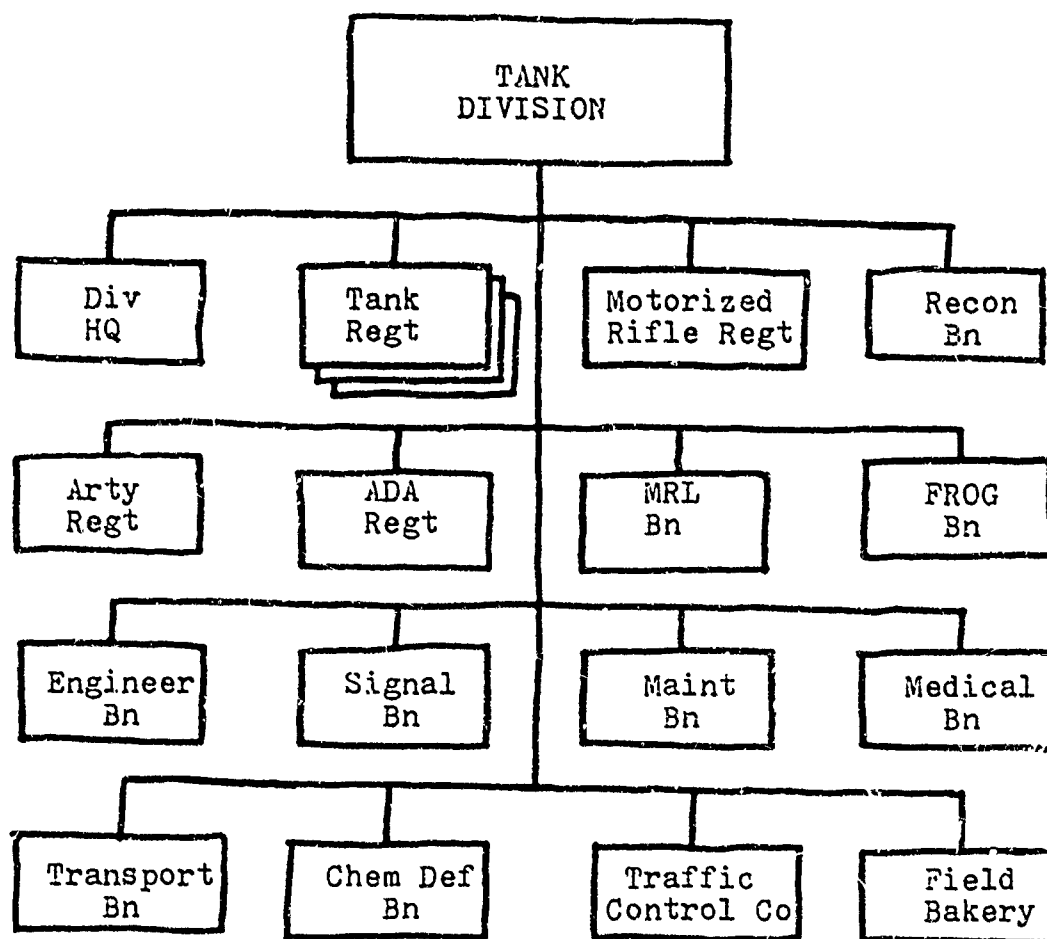 TANK
DIVISION
Div
HQ
Tank
Regt
Motorized
Rifle Regt
Recon
Bn
Arty
Regt
ADA
Regt
MRL
Bn
FROG
Bn
Engineer
Bn
Signal
Bn
Maint
Bn
Medical
Bn
Transport
Bn
Chem Def
Bn
Traffic
Control Co
Field
Bakery